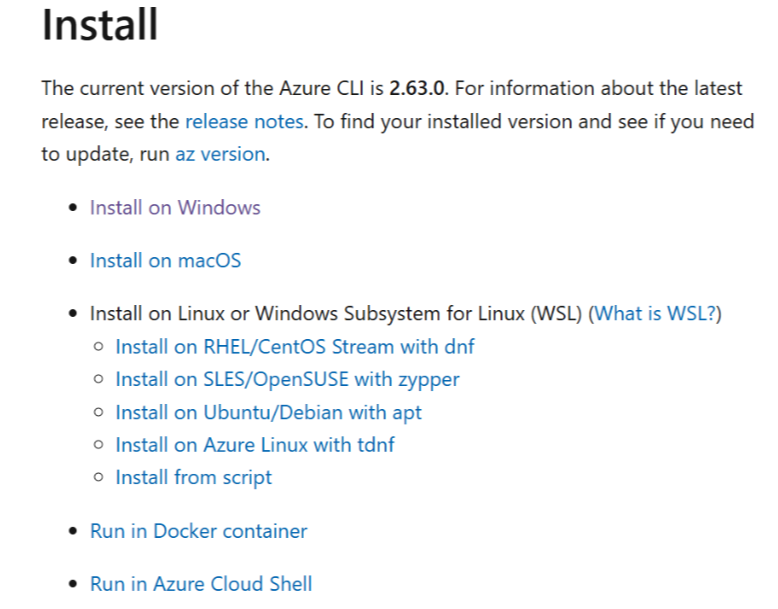 Install
The current version of the Azure CLI is 2.63.0. For information about the latest
release, see the release notes. To find your installed version and see if you need
to update, run az version.
• Install on Windows
• Install on macOS
• Install on Linux or Windows Subsystem for Linux (WSL) (What is WSL?)
○ Install on RHEL/CentOS Stream with dnf
○ Install on SLES/OpenSUSE with zypper
○ Install on Ubuntu/Debian with apt
○ Install on Azure Linux with tdnf
○ Install from script
• Run in Docker container
• Run in Azure Cloud Shell